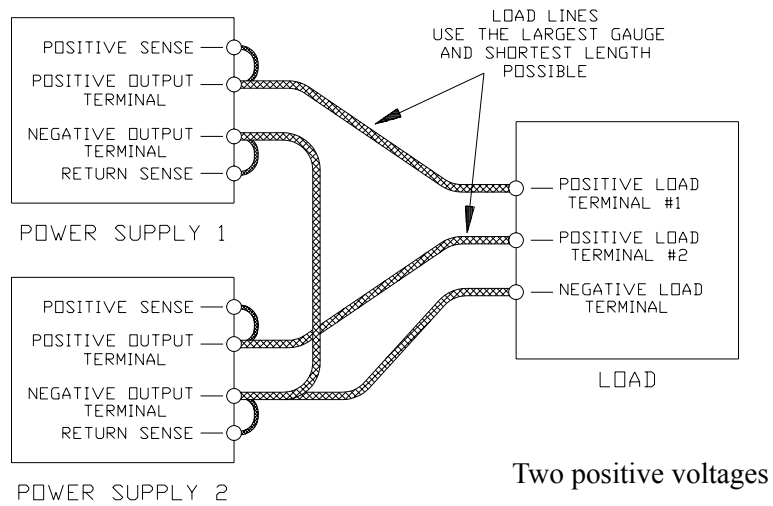 LOAD LINES
USE THE LARGEST GAUGE
AND SHORTEST LENGTH
POSSIBLE
POSITIVE SENSE
POSITIVE OUTPUT
TERMINAL
NEGATIVE OUTPUT
TERMINAL
RETURN SENSE
POWER SUPPLY 1
POSITIVE LOAD
TERMINAL #1
POSITIVE LOAD
TERMINAL #2
NEGATIVE LOAD
TERMINAL
LOAD
POSITIVE SENSE
POSITIVE OUTPUT
TERMINAL
NEGATIVE OUTPUT
TERMINAL
RETURN SENSE
POWER SUPPLY 2
Two positive voltages